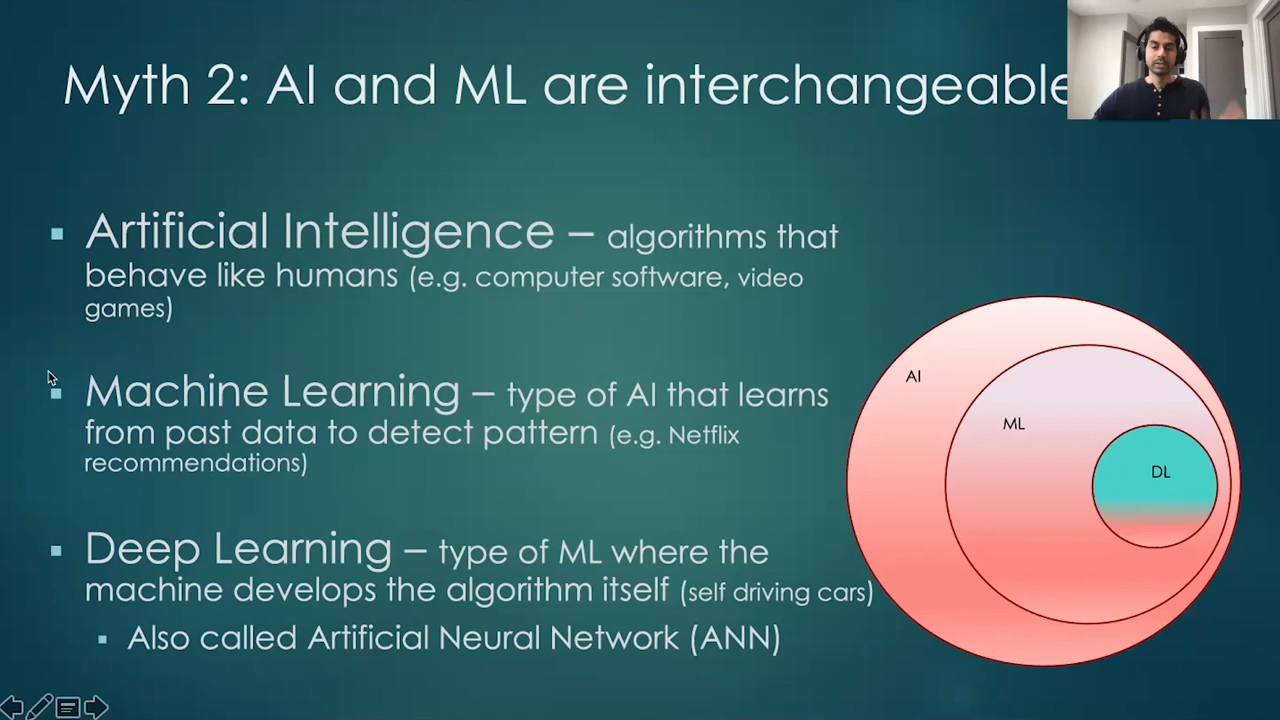 Myth 2: AI and ML are interchangeable
Artificial Intelligence – algorithms that
behave like humans (e.g. computer software, video
games)
Machine Learning – type of AI that learns
from past data to detect pattern (e.g. Netflix
recommendations)
Deep Learning – type of ML where the
machine develops the algorithm itself (self driving cars)
Also called Artificial Neural Network (ANN)
AI
ML
DL